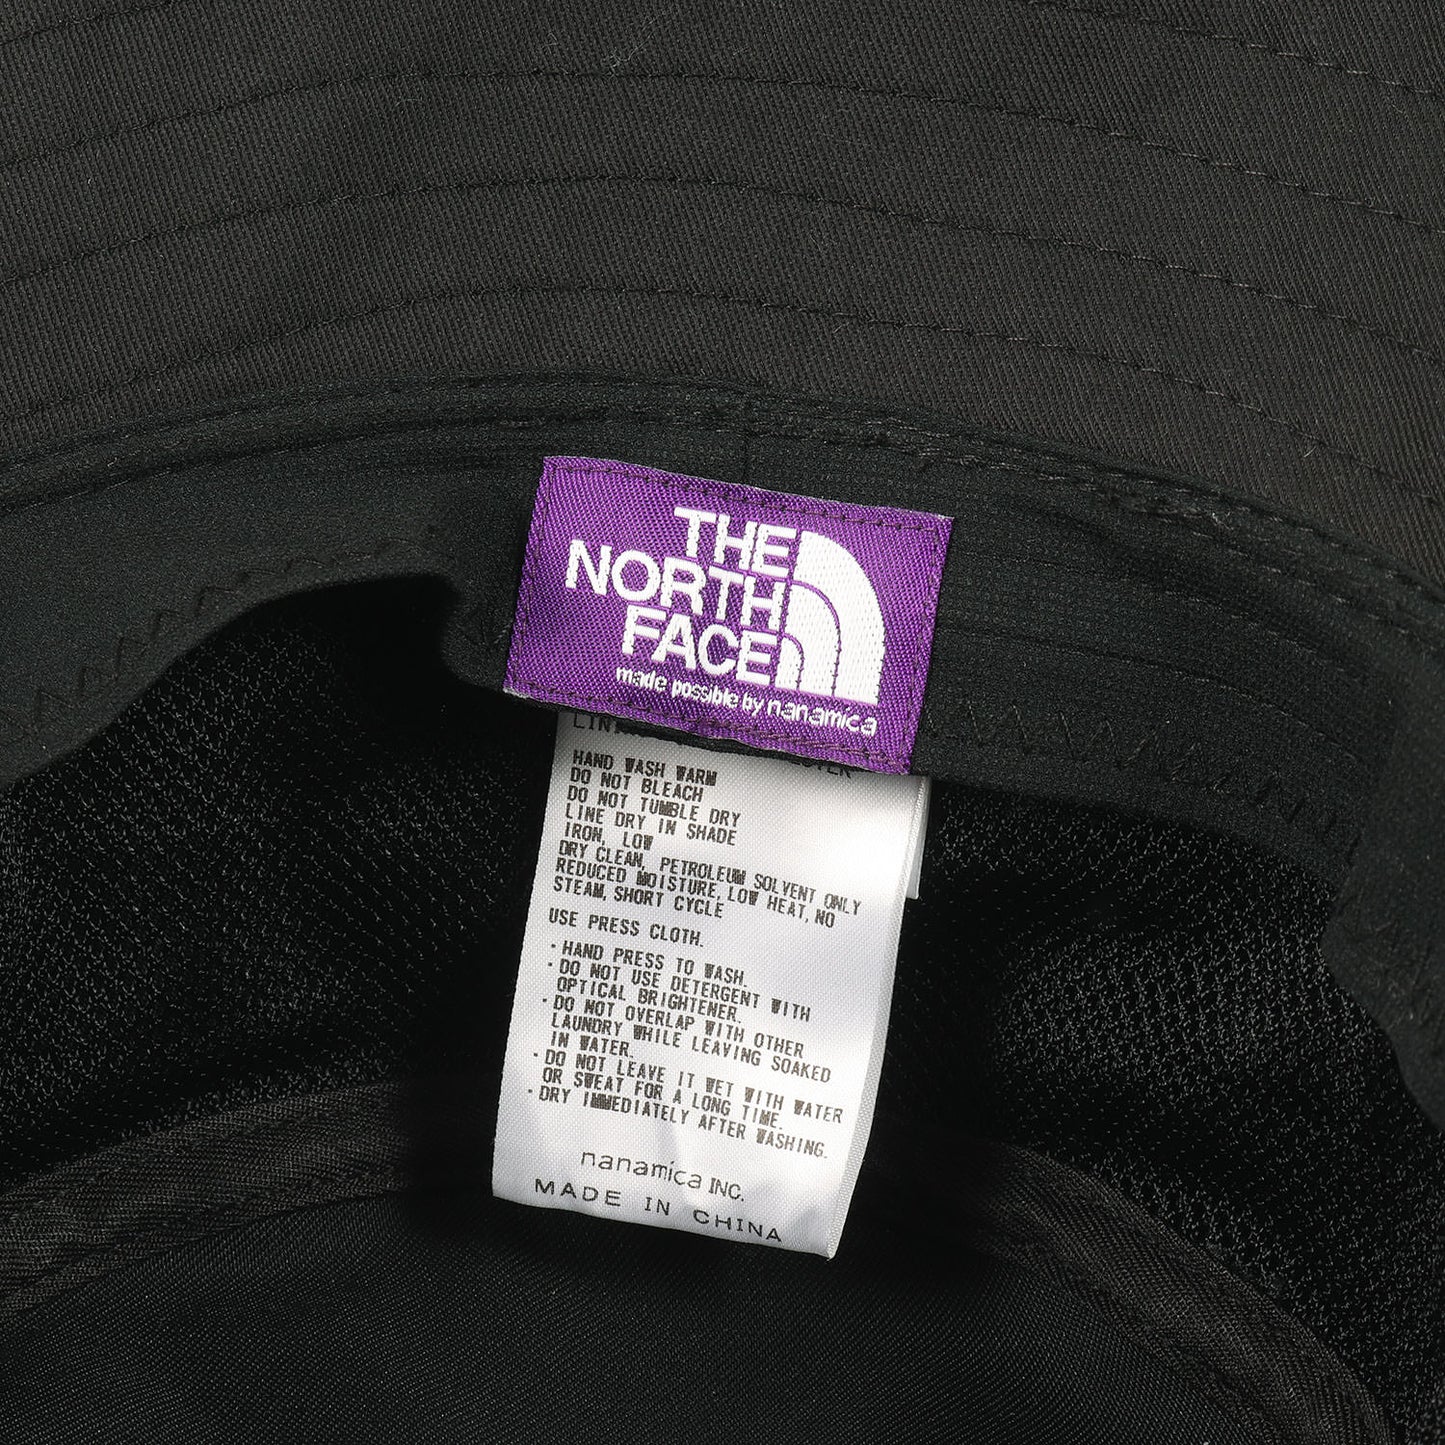 THE
NORTH
FACE
made possible by nanamica
HAND WASH WARM
DO NOT BLEACH
DO NOT TUMBLE DRY
LINE DRY IN SHADE
IRON, LOW
DRY CLEAN, PETROLEUM SOLVENT ONLY
REDUCED MOISTURE, LOW HEAT, NO
STEAM, SHORT CYCLE
USE PRESS CLOTH.
・HAND PRESS TO WASH.
・DO NOT USE DETERGENT WITH
OPTICAL BRIGHTENER.
・DO NOT OVERLAP WITH OTHER
LAUNDRY WHILE LEAVING SOAKED
IN WATER.
・DO NOT LEAVE IT WET WITH WATER
OR SWEAT FOR A LONG TIME.
・DRY IMMEDIATELY AFTER WASHING.
nanamica INC.
MADE IN CHINA